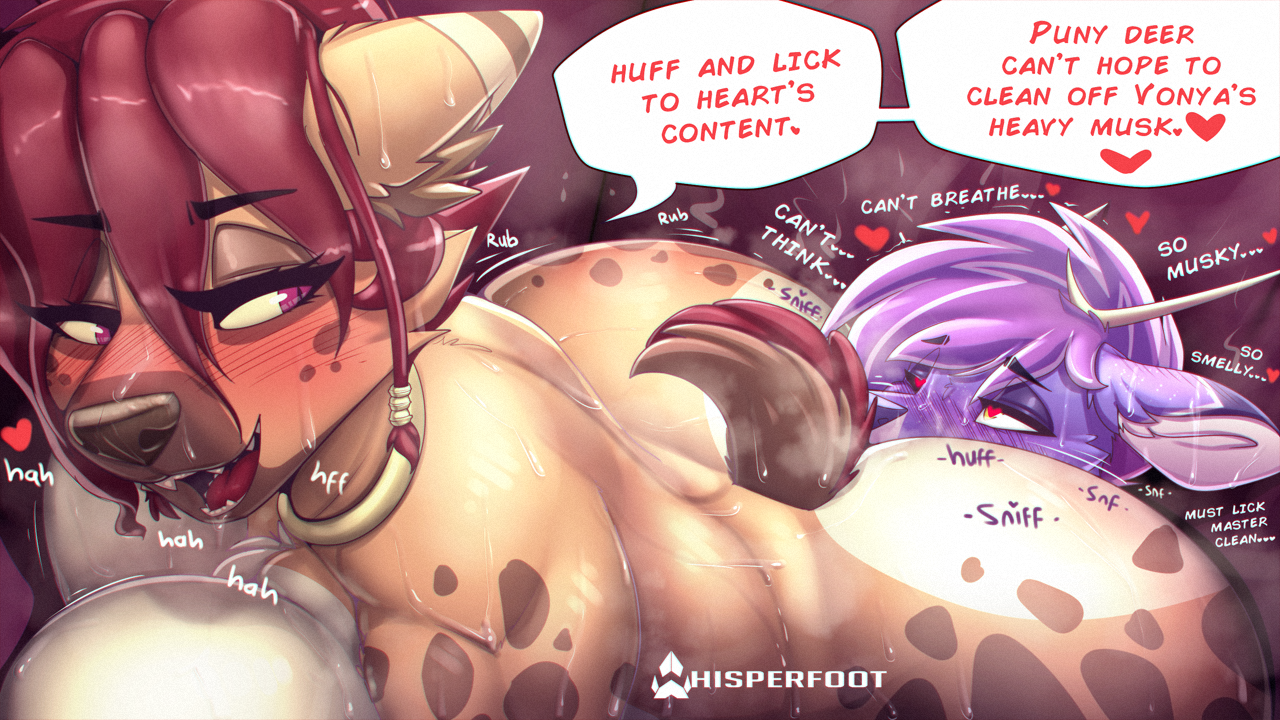 HUFF AND LICK
TO HEART'S
CONTENT.
PUNY DEER
CAN'T HOPE TO
CLEAN OFF VONYA'S
HEAVY MUSK.
RUB
RUB
CAN'T...
THINK...
CAN'T BREATHE...
SO
MUSKY...
SO
SMELLY...
SNIFF
hah
hff
hah
hah
-huff-
-Sniff-
-Snf-
-Snf-
MUST LICK
MASTER
CLEAN...
WHISPERFOOT